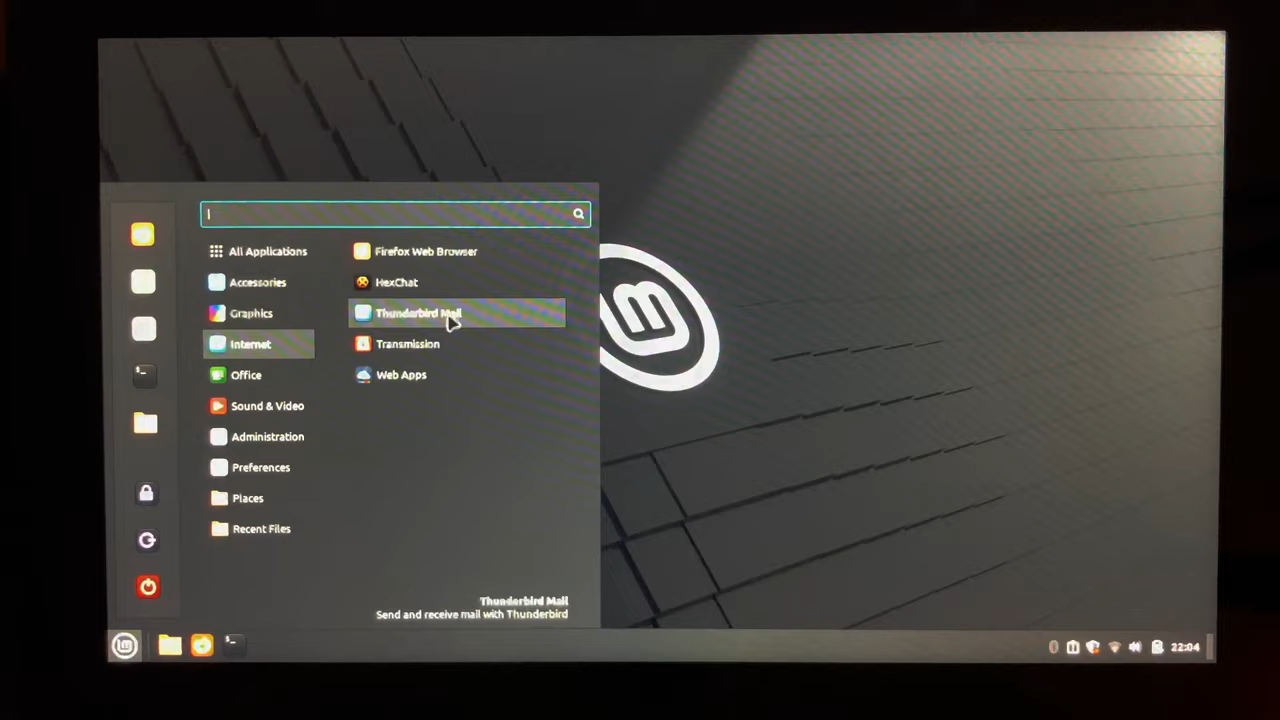 All Applications
Accessories
Graphics
Internet
Office
Sound & Video
Administration
Preferences
Places
Recent Files
Firefox Web Browser
HexChat
Thunderbird Mail
Transmission
Web Apps
Thunderbird Mail
Send and receive mail with Thunderbird
22:04